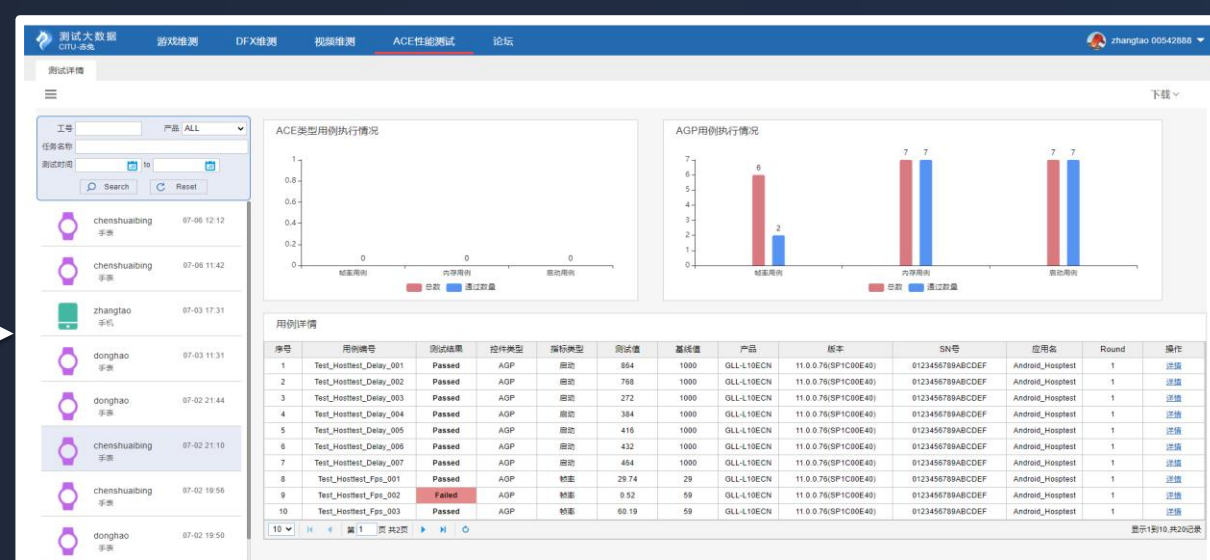 测试大数据 游戏维测 DFX维测 视频维测 ACE性能测试 论坛 zhangtao 00542888
CITU-赤兔
测试详情
下载
工号 产品 ALL
任务名称
测试时间 to
Search Reset
chenshuaibing 07-06 12:12
手表
chenshuaibing 07-06 11:42
手表
zhangtao 07-03 17:31
手机
donghao 07-03 11:31
手表
donghao 07-02 21:44
手表
chenshuaibing 07-02 21:10
手表
chenshuaibing 07-02 19:56
手表
donghao 07-02 19:50
手表
ACE类型用例执行情况
1
0.8
0.6
0.4
0.2
0
0 0 0
帧率用例 内存用例 启动用例
总数 通过数量
AGP用例执行情况
7
6
5
4
3
2
1
0
6 2 7 7 7 7
帧率用例 内存用例 启动用例
总数 通过数量
用例详情
序号 用例编号 测试结果 控件类型 指标类型 测试值 基线值 产品 版本 SN号 应用名 Round 操作
1 Test_Hosttest_Delay_001 Passed AGP 启动 864 1000 GLL-L10ECN 11.0.0.76(SP1C00E40) 0123456789ABCDEF Android_Hosptest 1 详情
2 Test_Hosttest_Delay_002 Passed AGP 启动 768 1000 GLL-L10ECN 11.0.0.76(SP1C00E40) 0123456789ABCDEF Android_Hosptest 1 详情
3 Test_Hosttest_Delay_003 Passed AGP 启动 272 1000 GLL-L10ECN 11.0.0.76(SP1C00E40) 0123456789ABCDEF Android_Hosptest 1 详情
4 Test_Hosttest_Delay_004 Passed AGP 启动 384 1000 GLL-L10ECN 11.0.0.76(SP1C00E40) 0123456789ABCDEF Android_Hosptest 1 详情
5 Test_Hosttest_Delay_005 Passed AGP 启动 416 1000 GLL-L10ECN 11.0.0.76(SP1C00E40) 0123456789ABCDEF Android_Hosptest 1 详情
6 Test_Hosttest_Delay_006 Passed AGP 启动 432 1000 GLL-L10ECN 11.0.0.76(SP1C00E40) 0123456789ABCDEF Android_Hosptest 1 详情
7 Test_Hosttest_Delay_007 Passed AGP 启动 464 1000 GLL-L10ECN 11.0.0.76(SP1C00E40) 0123456789ABCDEF Android_Hosptest 1 详情
8 Test_Hosttest_Fps_001 Passed AGP 帧率 29.74 29 GLL-L10ECN 11.0.0.76(SP1C00E40) 0123456789ABCDEF Android_Hosptest 1 详情
9 Test_Hosttest_Fps_002 Failed AGP 帧率 0.52 59 GLL-L10ECN 11.0.0.76(SP1C00E40) 0123456789ABCDEF Android_Hosptest 1 详情
10 Test_Hosttest_Fps_003 Passed AGP 帧率 60.19 59 GLL-L10ECN 11.0.0.76(SP1C00E40) 0123456789ABCDEF Android_Hosptest 1 详情
10 第 1 页 共2页 显示1到10,共20记录